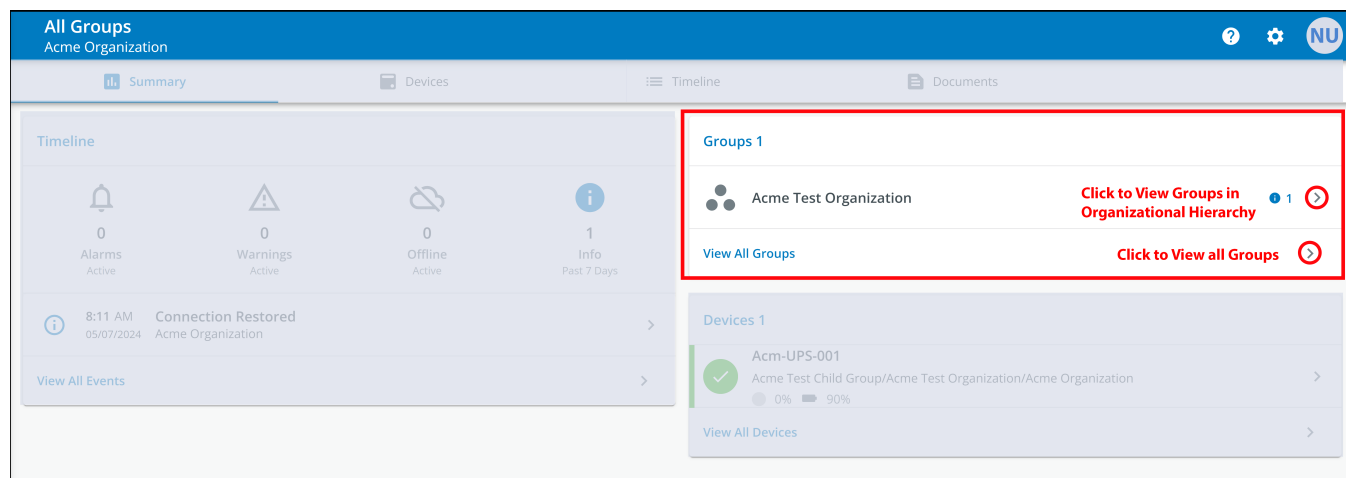 All Groups
Acme Organization
NU
Summary
Devices
Timeline
Documents
Timeline
0
Alarms
Active
0
Warnings
Active
0
Offline
Active
1
Info
Past 7 Days
8:11 AM
05/07/2024
Connection Restored
Acme Organization
View All Events
Groups 1
Acme Test Organization
Click to View Groups in
Organizational Hierarchy
1
View All Groups
Click to View all Groups
Devices 1
Acm-UPS-001
Acme Test Child Group/Acme Test Organization/Acme Organization
0% 90%
View All Devices